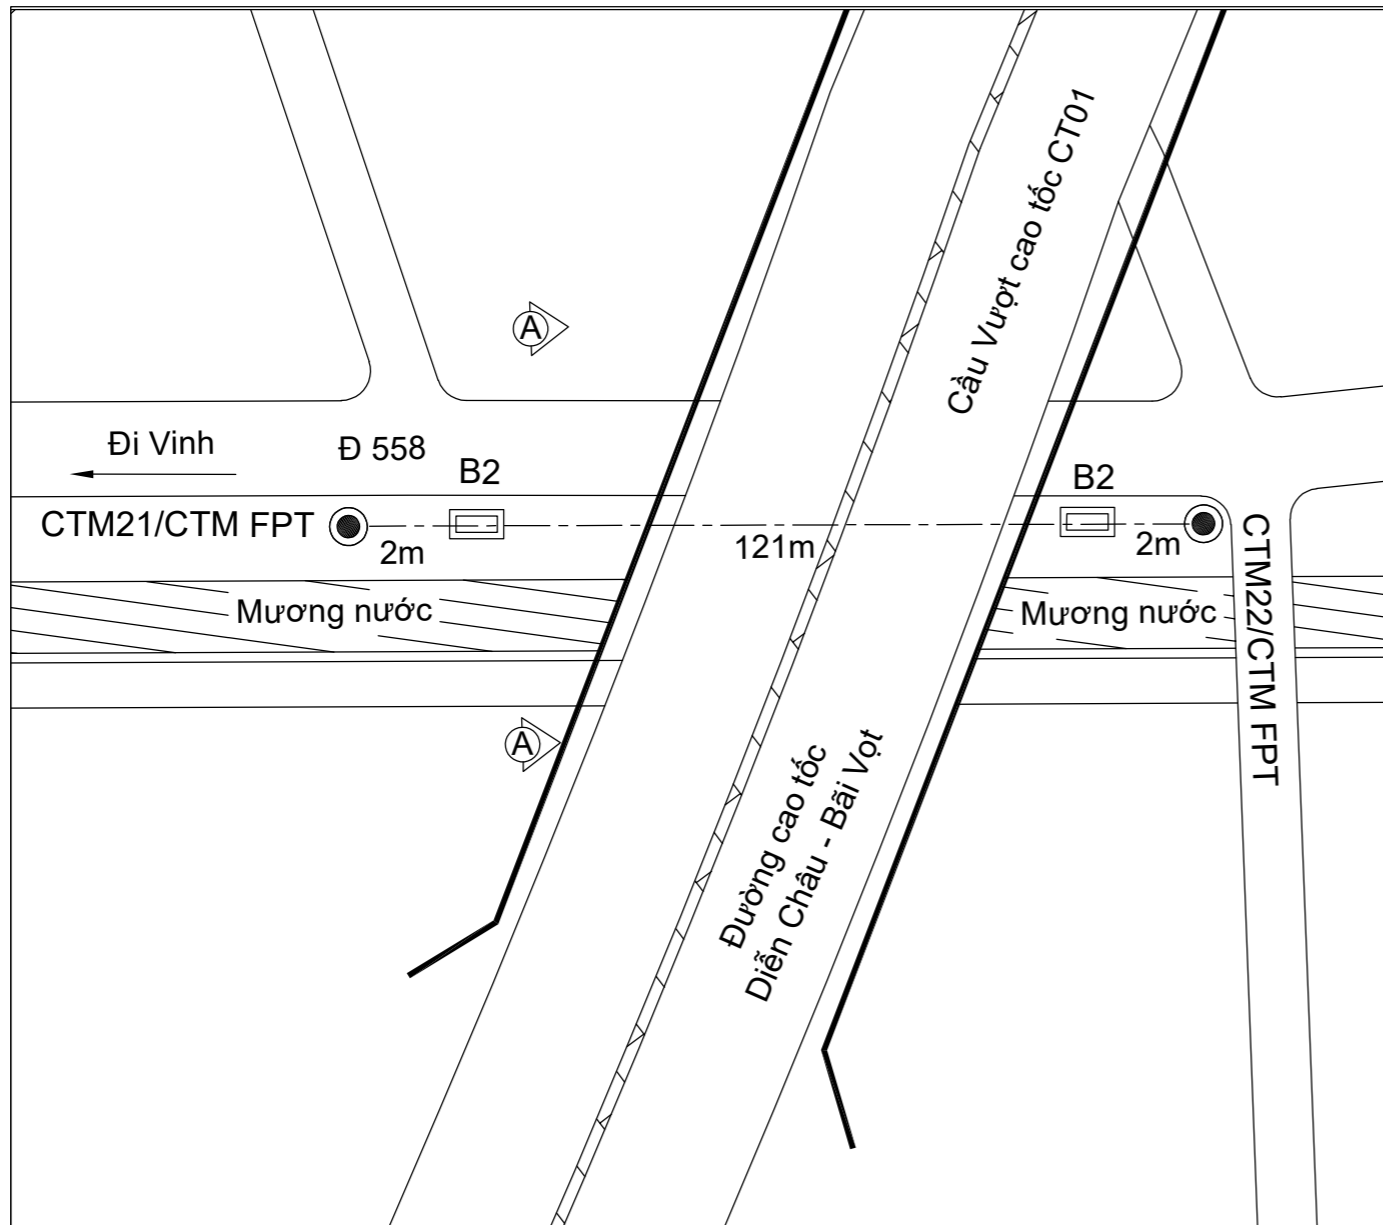 Cầu Vượt cao tốc CT01
A
Đi Vinh
Đ 558
B2
B2
CTM21/CTM FPT
2m
121m
2m
CTM22/CTM FPT
Mương nước
Mương nước
A
Đường cao tốc
Diễn Châu - Bãi Vọt